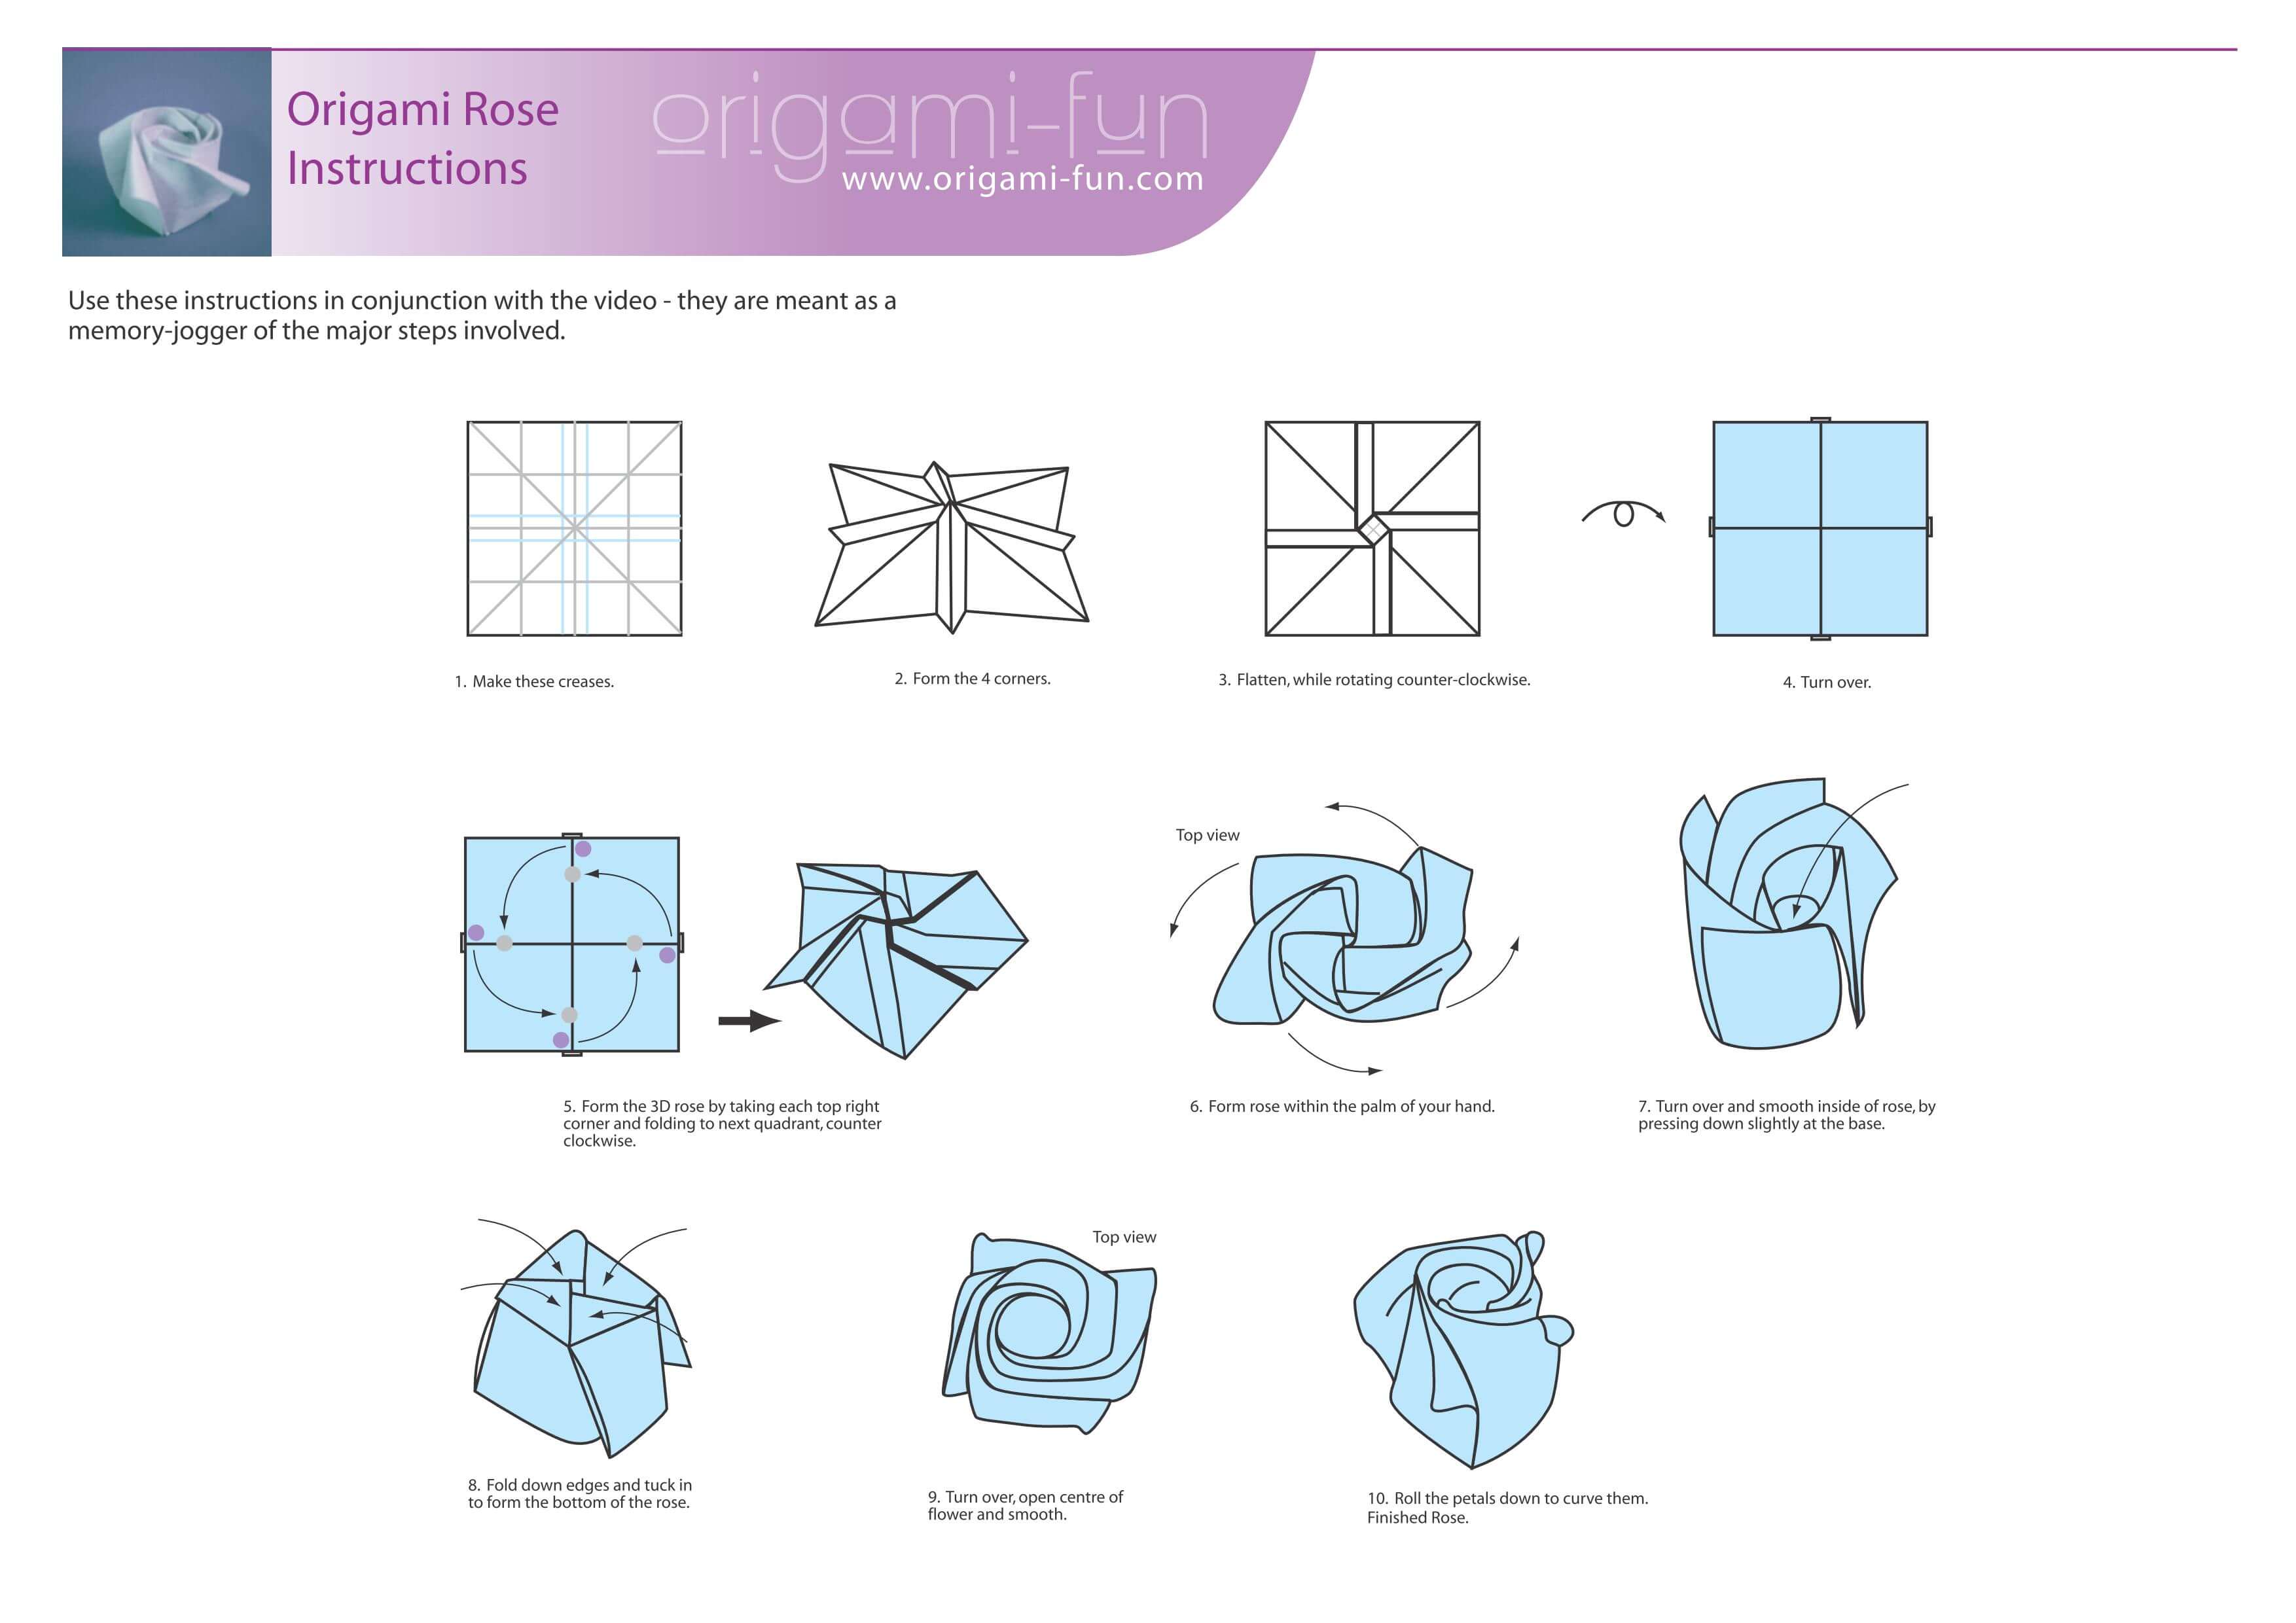 Origami Rose
Instructions
origami-fun
www.origami-fun.com
Use these instructions in conjunction with the video - they are meant as a
memory-jogger of the major steps involved.
1. Make these creases.
2. Form the 4 corners.
3. Flatten, while rotating counter-clockwise.
4. Turn over.
Top view
5. Form the 3D rose by taking each top right
corner and folding to next quadrant, counter
clockwise.
6. Form rose within the palm of your hand.
7. Turn over and smooth inside of rose, by
pressing down slightly at the base.
Top view
8. Fold down edges and tuck in
to form the bottom of the rose.
9. Turn over, open centre of
flower and smooth.
10. Roll the petals down to curve them.
Finished Rose.